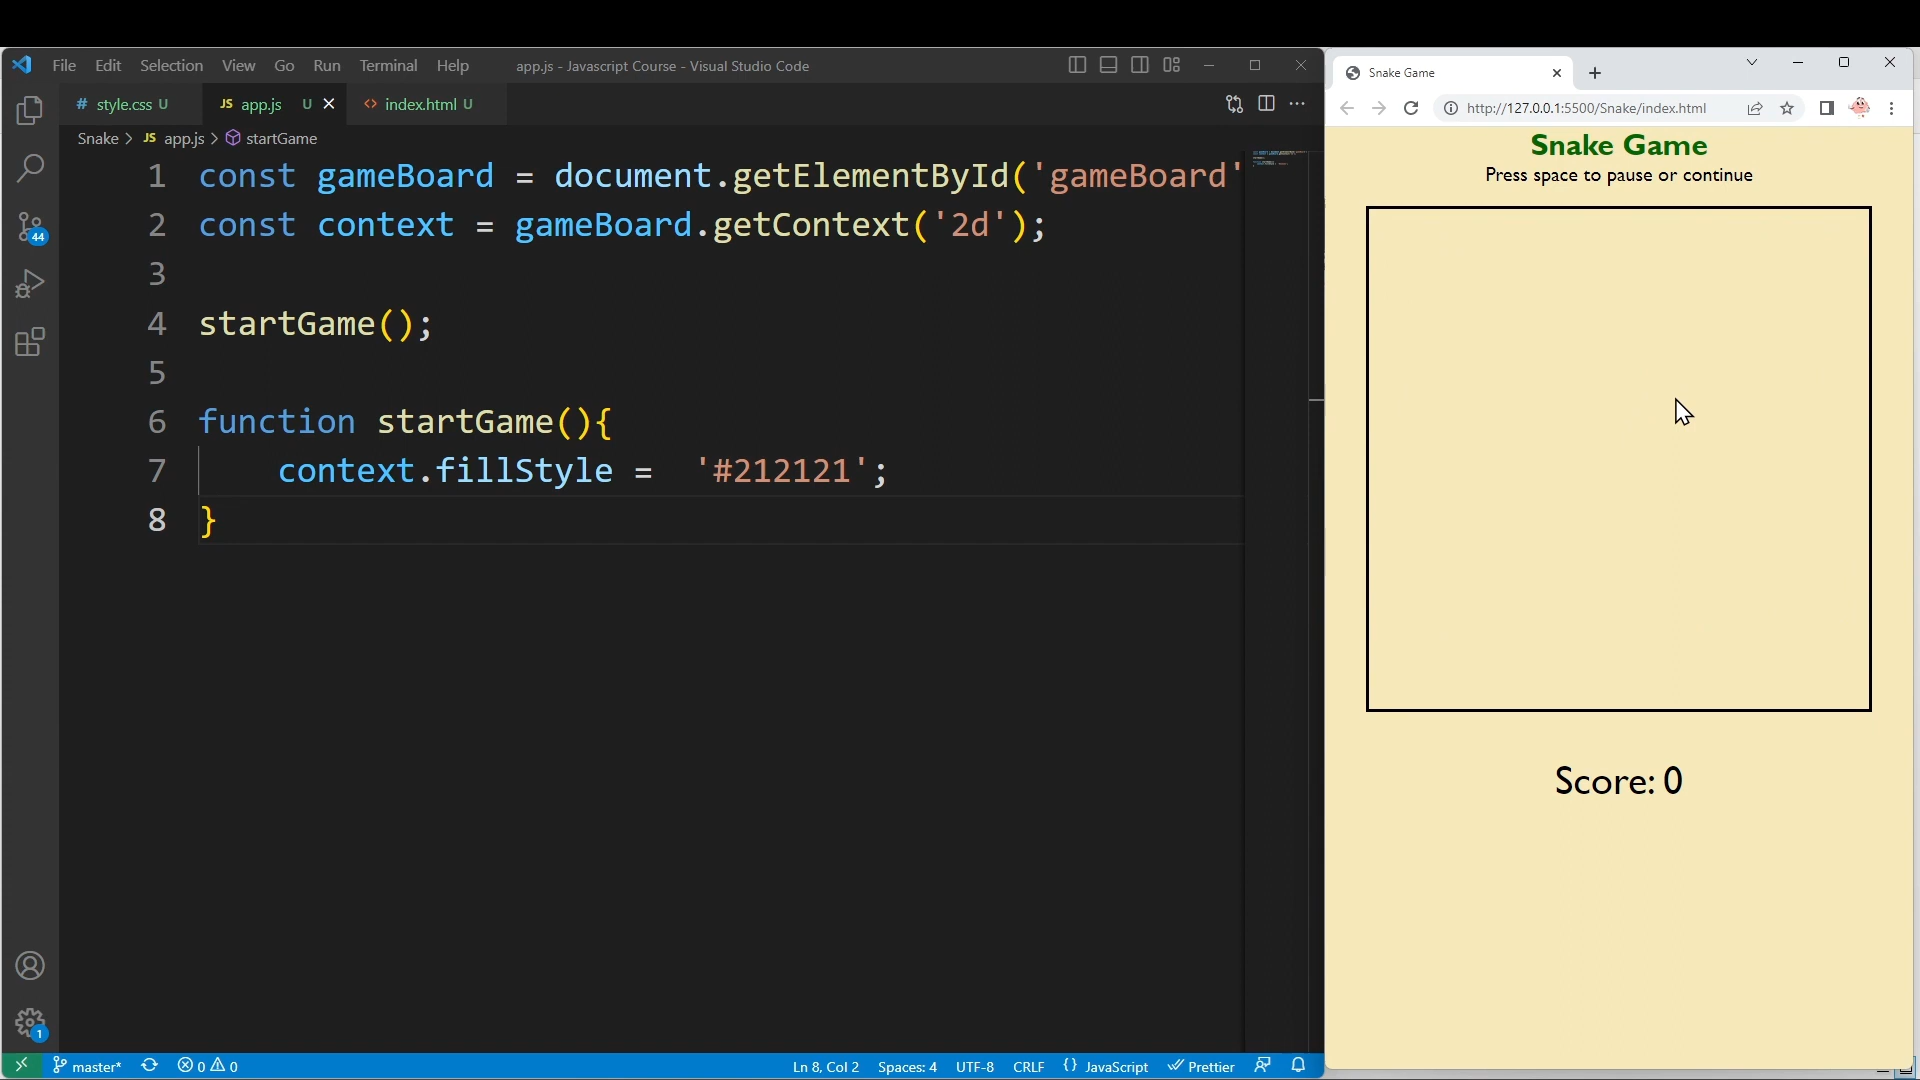 File Edit Selection View Go Run Terminal Help app.js - Javascript Course - Visual Studio Code
# style.css U JS app.js U <> index.html U
Snake > JS app.js > startGame
1 const gameBoard = document.getElementById('gameBoard'
2 const context = gameBoard.getContext('2d');
3
4 startGame();
5
6 function startGame(){
7     context.fillStyle =  '#212121';
8 }
44
1
master* 0 0 Ln 8, Col 2 Spaces: 4 UTF-8 CRLF {} JavaScript Prettier
Snake Game
http://127.0.0.1:5500/Snake/index.html
Snake Game
Press space to pause or continue
Score: 0